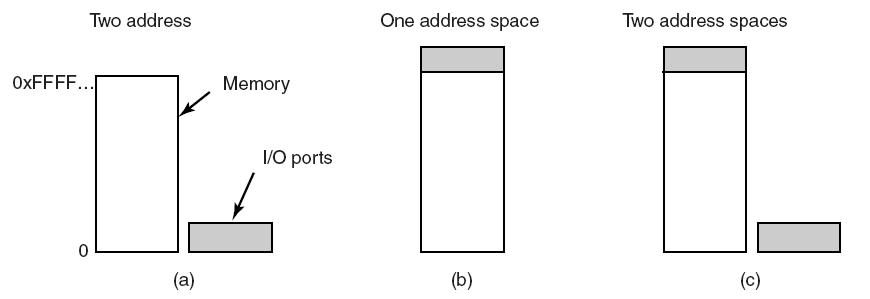 Two address
One address space
Two address spaces
0xFFFF…
Memory
I/O ports
0
(a)
(b)
(c)